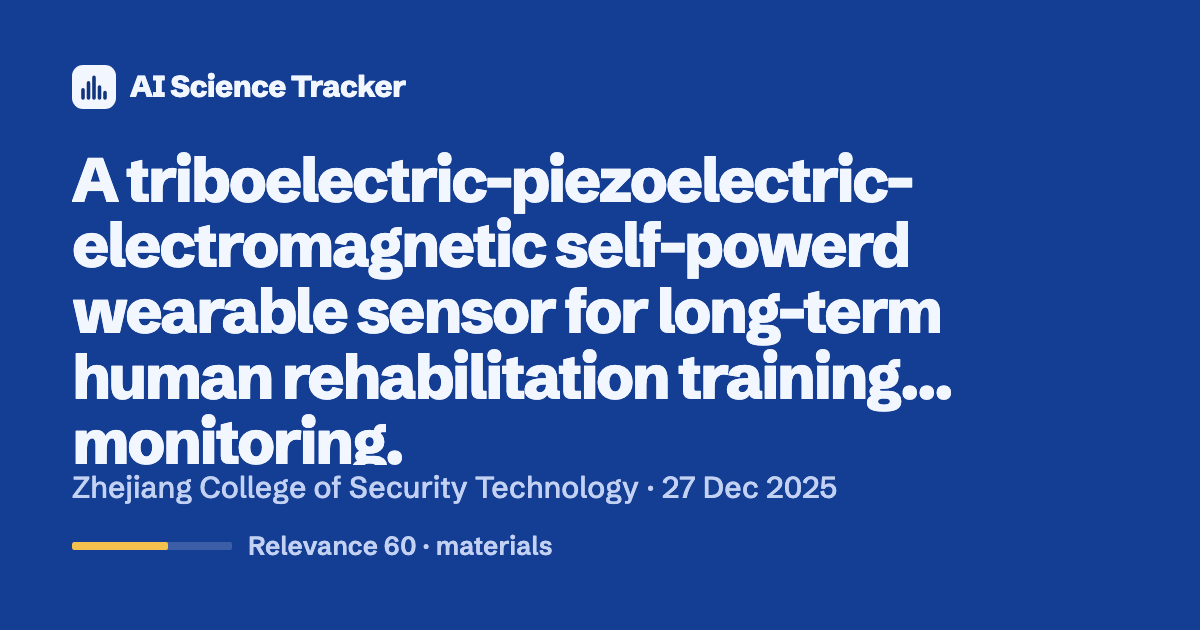 AI Science Tracker
A triboelectric-piezoelectric-
electromagnetic self-powerd
wearable sensor for long-term
human rehabilitation training...
monitoring.
Zhejiang College of Security Technology · 27 Dec 2025
Relevance 60 · materials